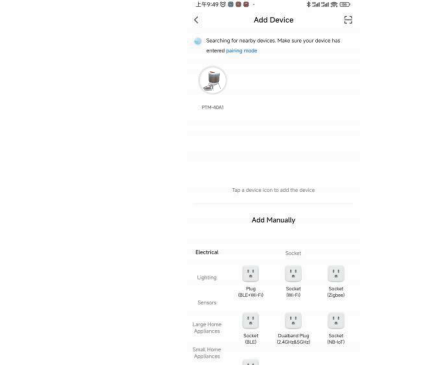 上午9:49
Add Device
Searching for nearby devices. Make sure your device has
entered pairing mode
Tap a device icon to add the device
Add Manually
Electrical
Socket
Lighting
Plug
(BLE+Wi-Fi)
Socket
(Wi-Fi)
Socket
(Zigbee)
Sensors
Large Home
Appliances
Socket
(BLE)
Dualband Plug
(2.4GHz&5GHz)
Socket
(NB-IoT)
Small Home
Appliances